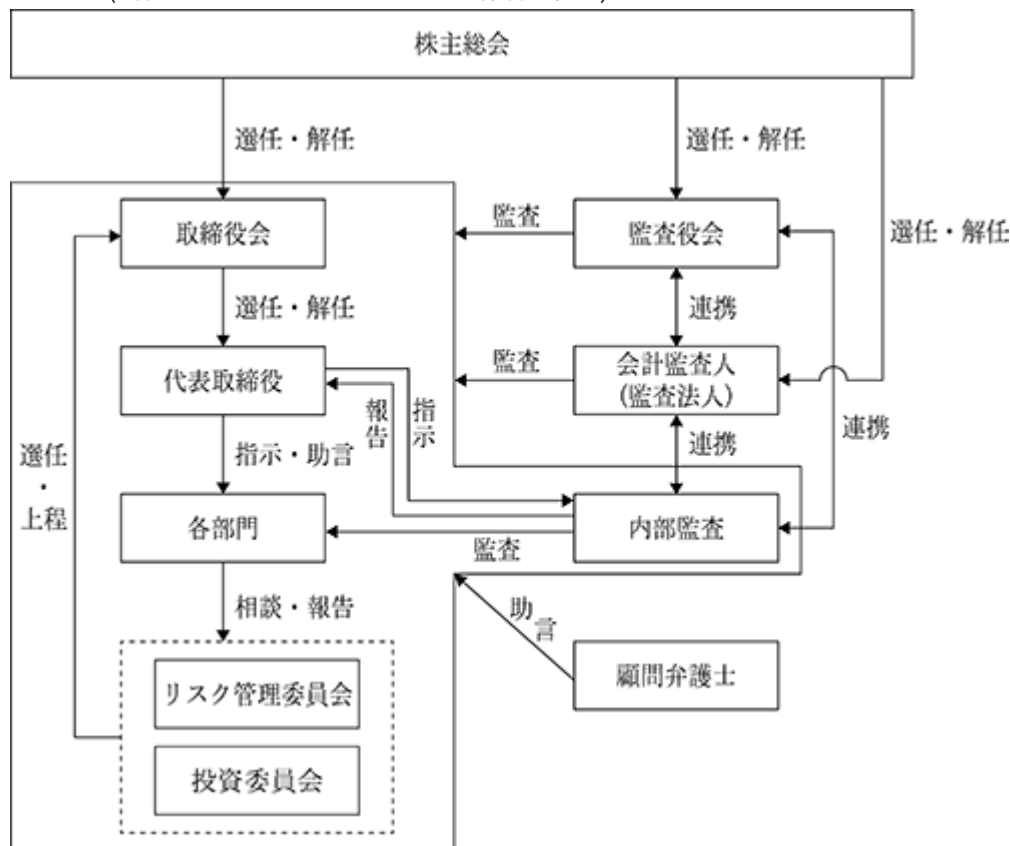 株主総会
選任・解任
選任・解任
選任・解任
取締役会
監査
監査役会
選任・解任
連携
代表取締役
監査
会計監査人
(監査法人)
報告
指示
連携
連携
選任・上程
指示・助言
各部門
監査
内部監査
相談・報告
助言
顧問弁護士
リスク管理委員会
投資委員会